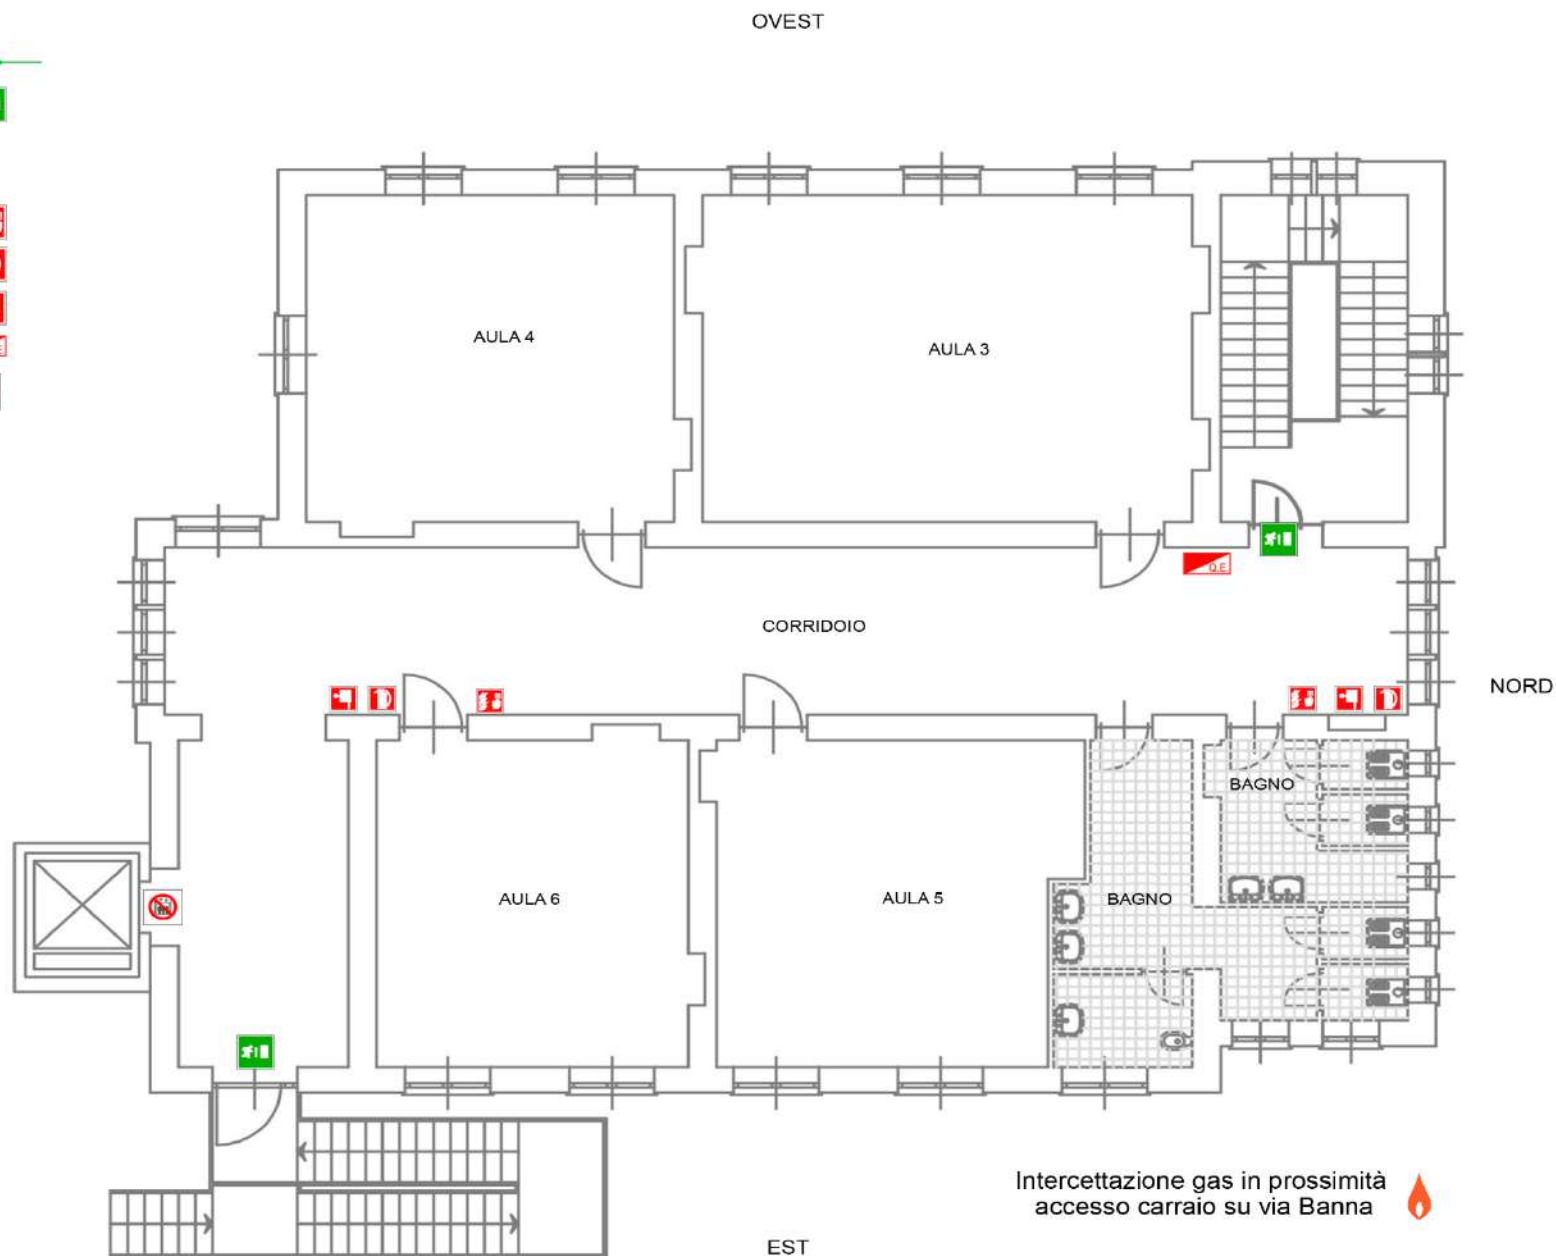 OVEST
AULA 4
AULA 3
Q.E.
CORRIDOIO
NORD
BAGNO
AULA 6
AULA 5
BAGNO
Intercettazione gas in prossimità
accesso carraio su via Banna
EST